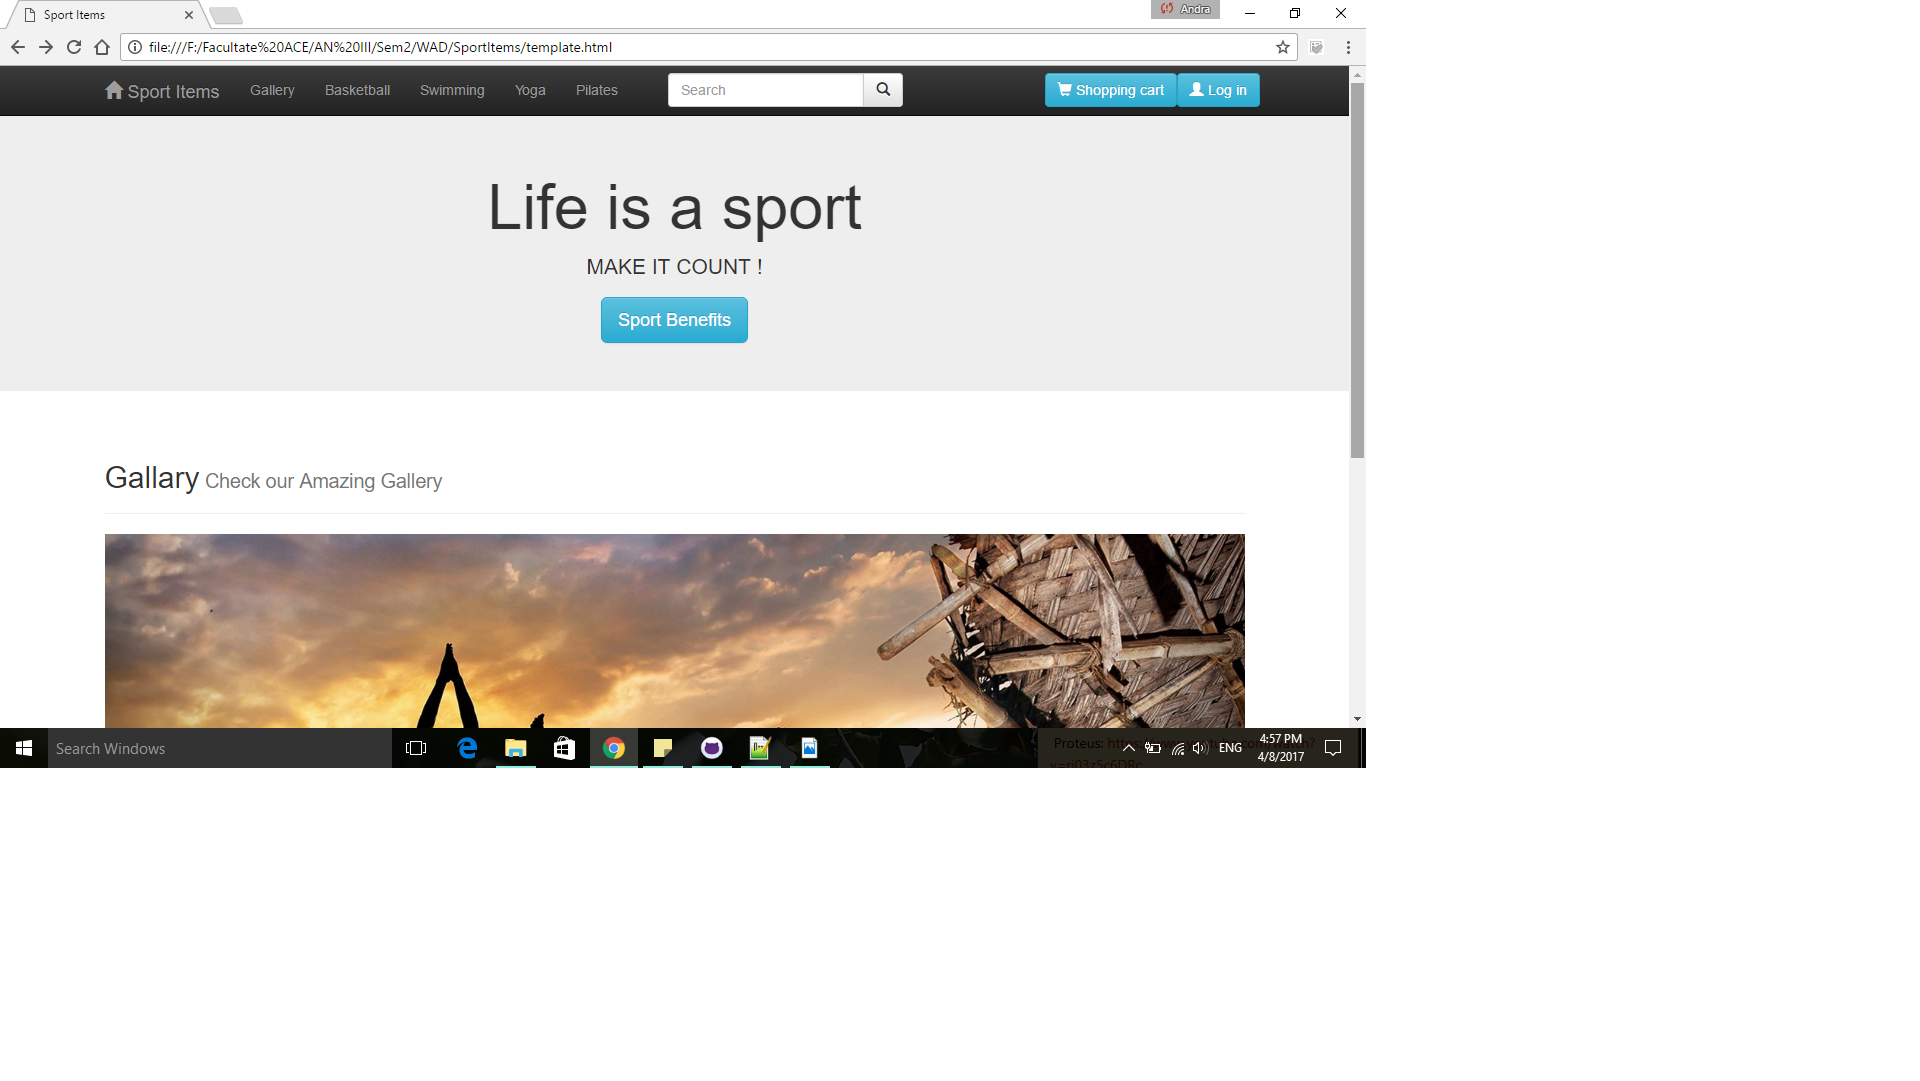 Sport Items
Andra
file:///F:/Facultate%20ACE/AN%20III/Sem2/WAD/SportItems/template.html
Sport Items Gallery Basketball Swimming Yoga Pilates Search Shopping cart Log in
Life is a sport
MAKE IT COUNT !
Sport Benefits
Gallary Check our Amazing Gallery
Search Windows
Proteus:
ENG
4:57 PM
4/8/2017